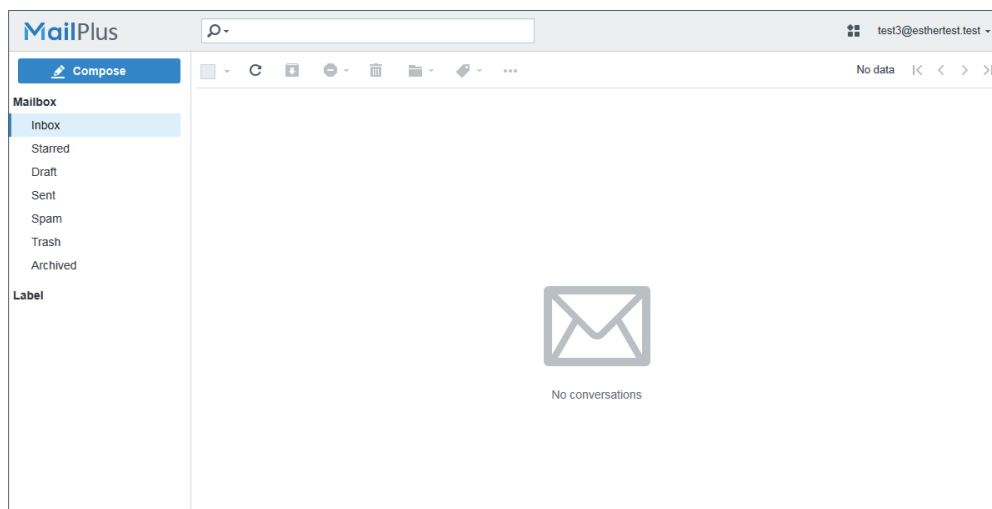 MailPlus
test3@esthertest.test
Compose
No data
Mailbox
Inbox
Starred
Draft
Sent
Spam
Trash
Archived
Label
No conversations